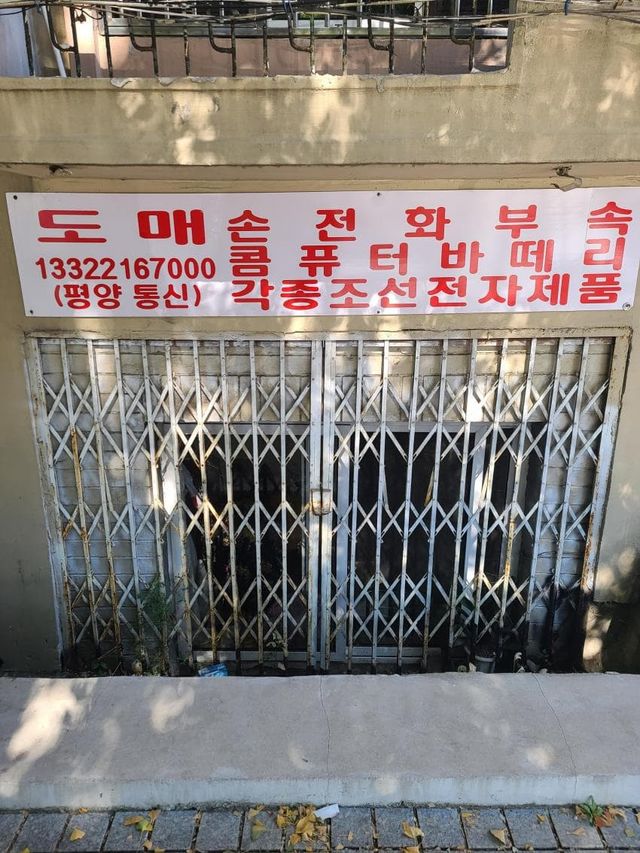 도매
13322167000
(평양 통신)
손전화부속
콤퓨터바떼리
각종조선전자제품